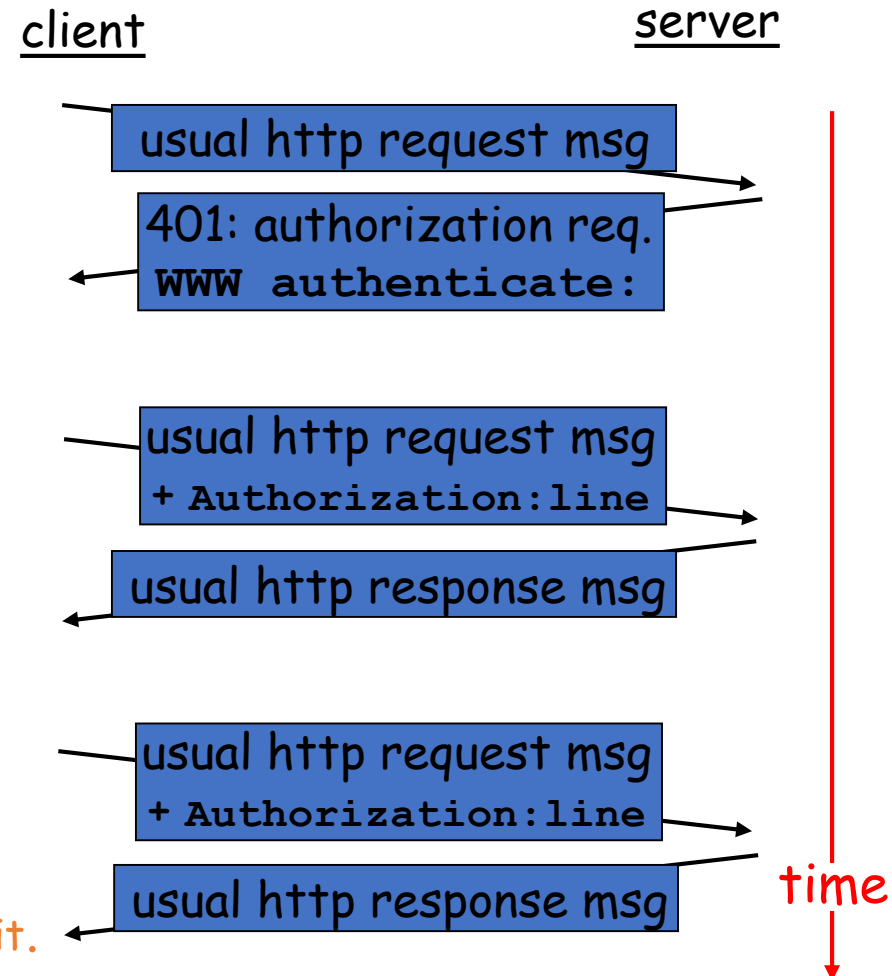 client
server
usual http request msg
401: authorization req.
WWW authenticate:
usual http request msg
+ Authorization:line
usual http response msg
usual http request msg
+ Authorization:line
usual http response msg
time
it.